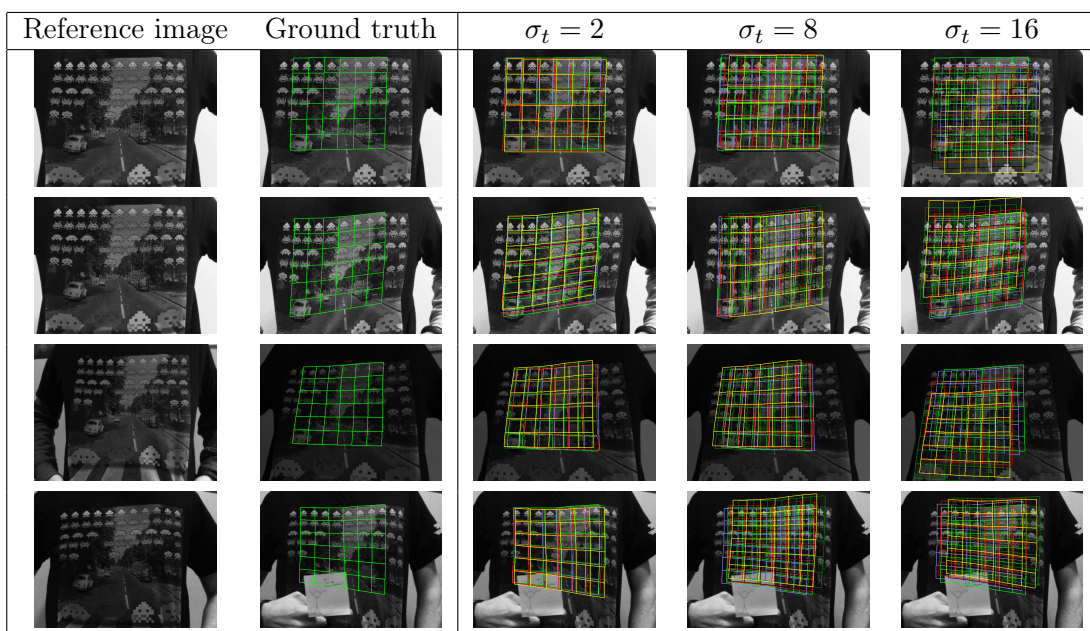 Reference image Ground truth σₜ = 2 σₜ = 8 σₜ = 16